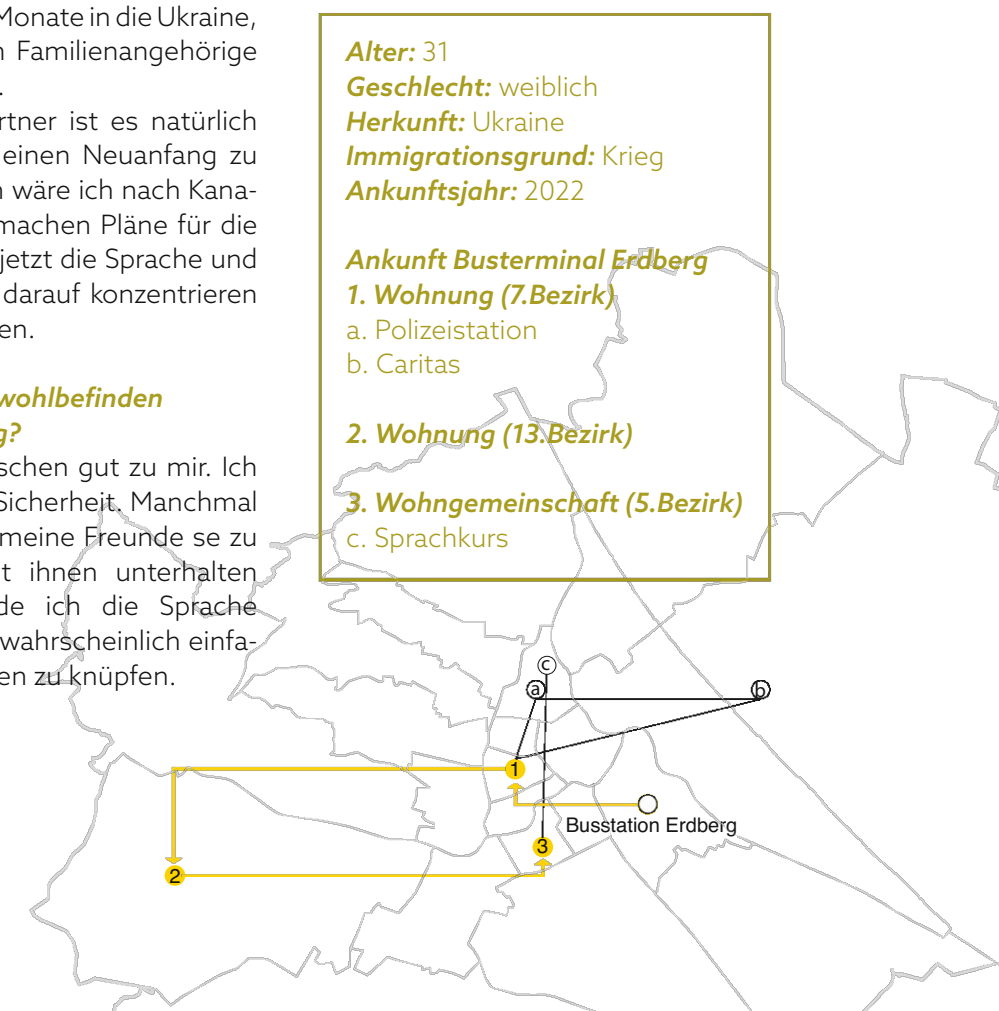 Monate in die Ukraine,
Familienangehörige
rtner ist es natürlich
einen Neuanfang zu
wäre ich nach Kana-
machen Pläne für die
jetzt die Sprache und
darauf konzentrieren
en.
wohlbefinden
g?
schen gut zu mir. Ich
Sicherheit. Manchmal
meine Freunde se zu
t ihnen unterhalten
de ich die Sprache
wahrscheinlich einfa-
en zu knüpfen.
Alter: 31
Geschlecht: weiblich
Herkunft: Ukraine
Immigrationsgrund: Krieg
Ankunftsjahr: 2022
Ankunft Busterminal Erdberg
1. Wohnung (7.Bezirk)
a. Polizeistation
b. Caritas
2. Wohnung (13.Bezirk)
3. Wohngemeinschaft (5.Bezirk)
c. Sprachkurs
c
a
b
1
Busstation Erdberg
3
2